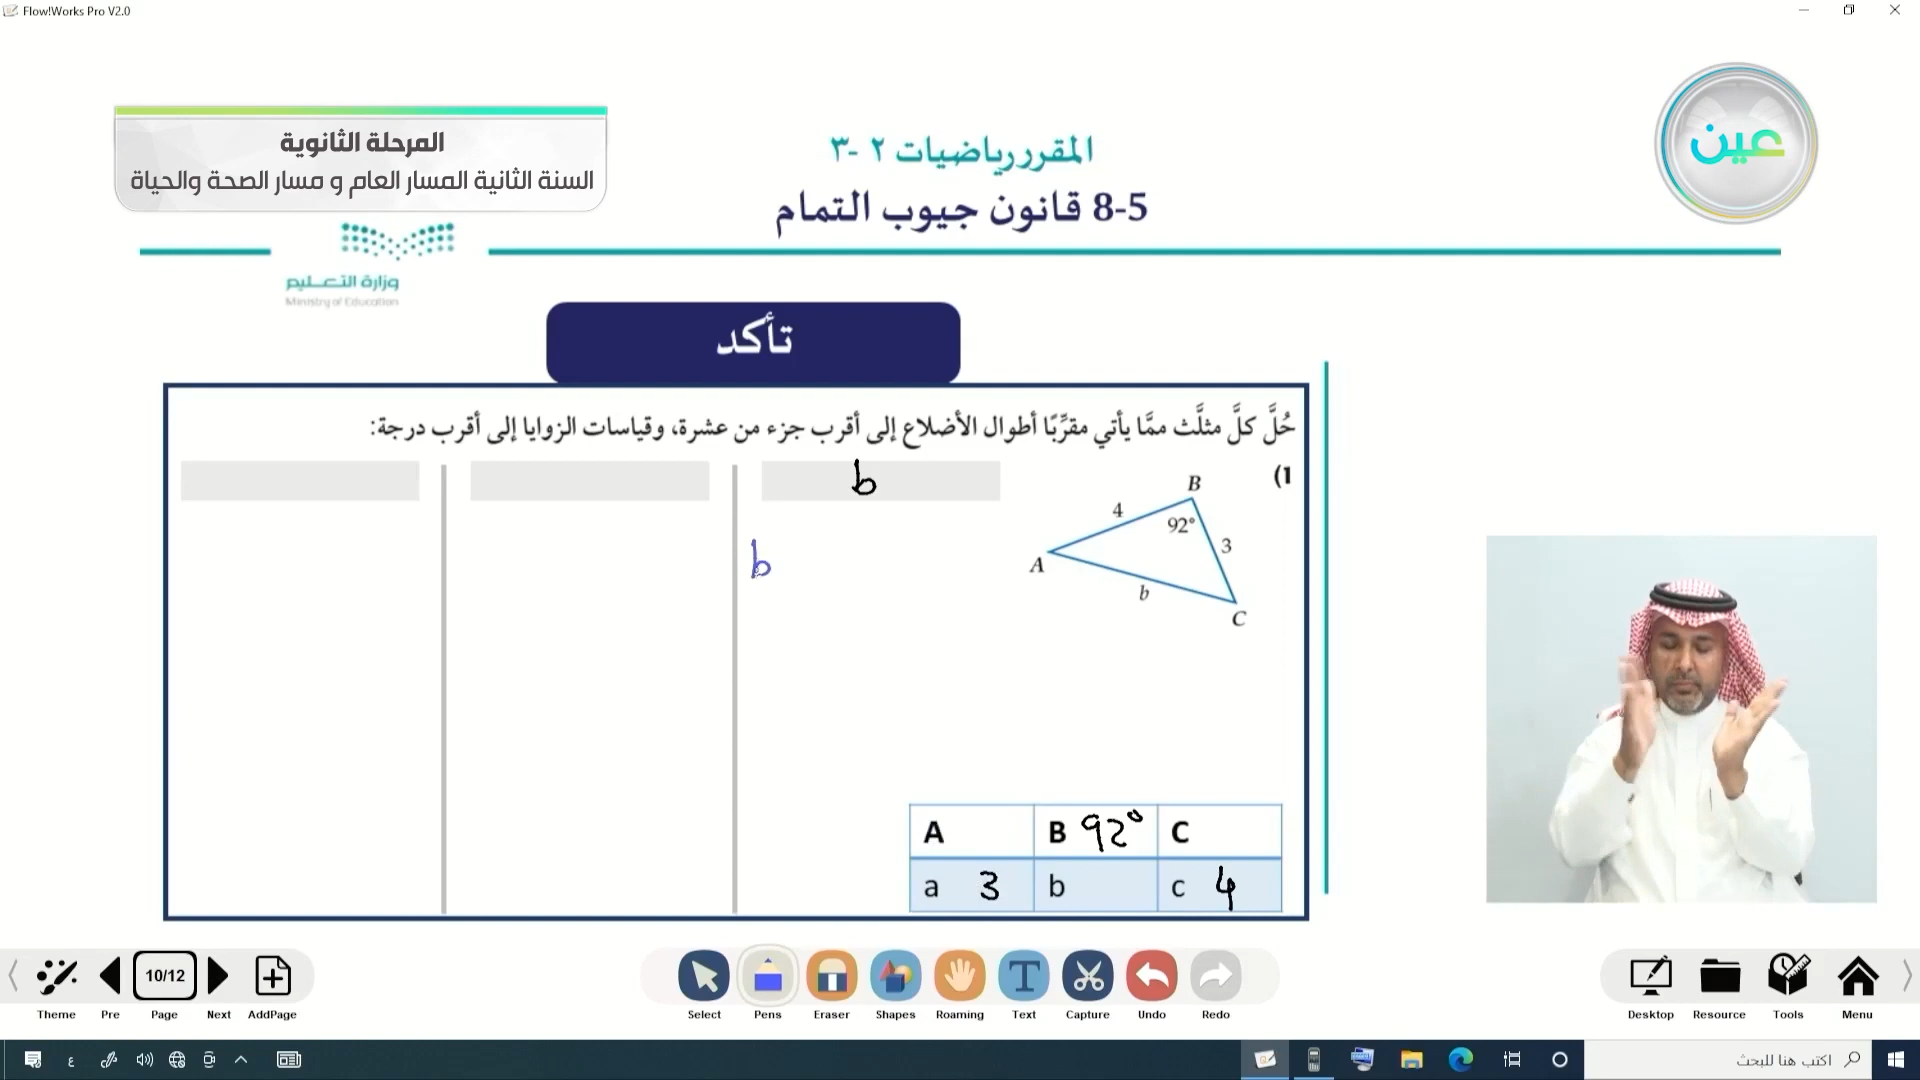 Flow!Works Pro V2.0
عين
المرحلة الثانوية
السنة الثانية المسار العام و مسار الصحة والحياة
المقرر رياضيات ٢ -٣
8-5 قانون جيوب التمام
وزارة التعليم
Ministry of Education
تأكد
حُلَّ كلَّ مثلَّث ممَّا يأتي مقرِّبًا أطوال الأضلاع إلى أقرب جزء من عشرة، وقياسات الزوايا إلى أقرب درجة:
(1
b
B
4
92°
3
A
b
C
b
A B 92° C
a 3 b c 4
10/12
Theme Pre Page Next AddPage
Select Pens Eraser Shapes Roaming Text Capture Undo Redo
Desktop Resource Tools Menu
ع
اكتب هنا للبحث